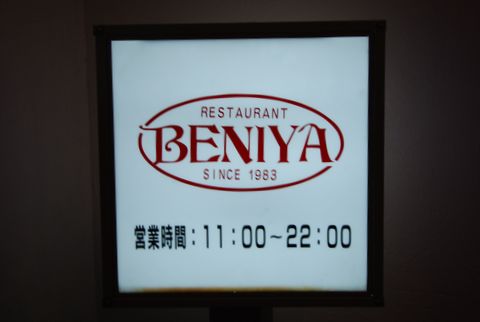 RESTAURANT
BENIYA
SINCE 1983
営業時間：11：00～22：00